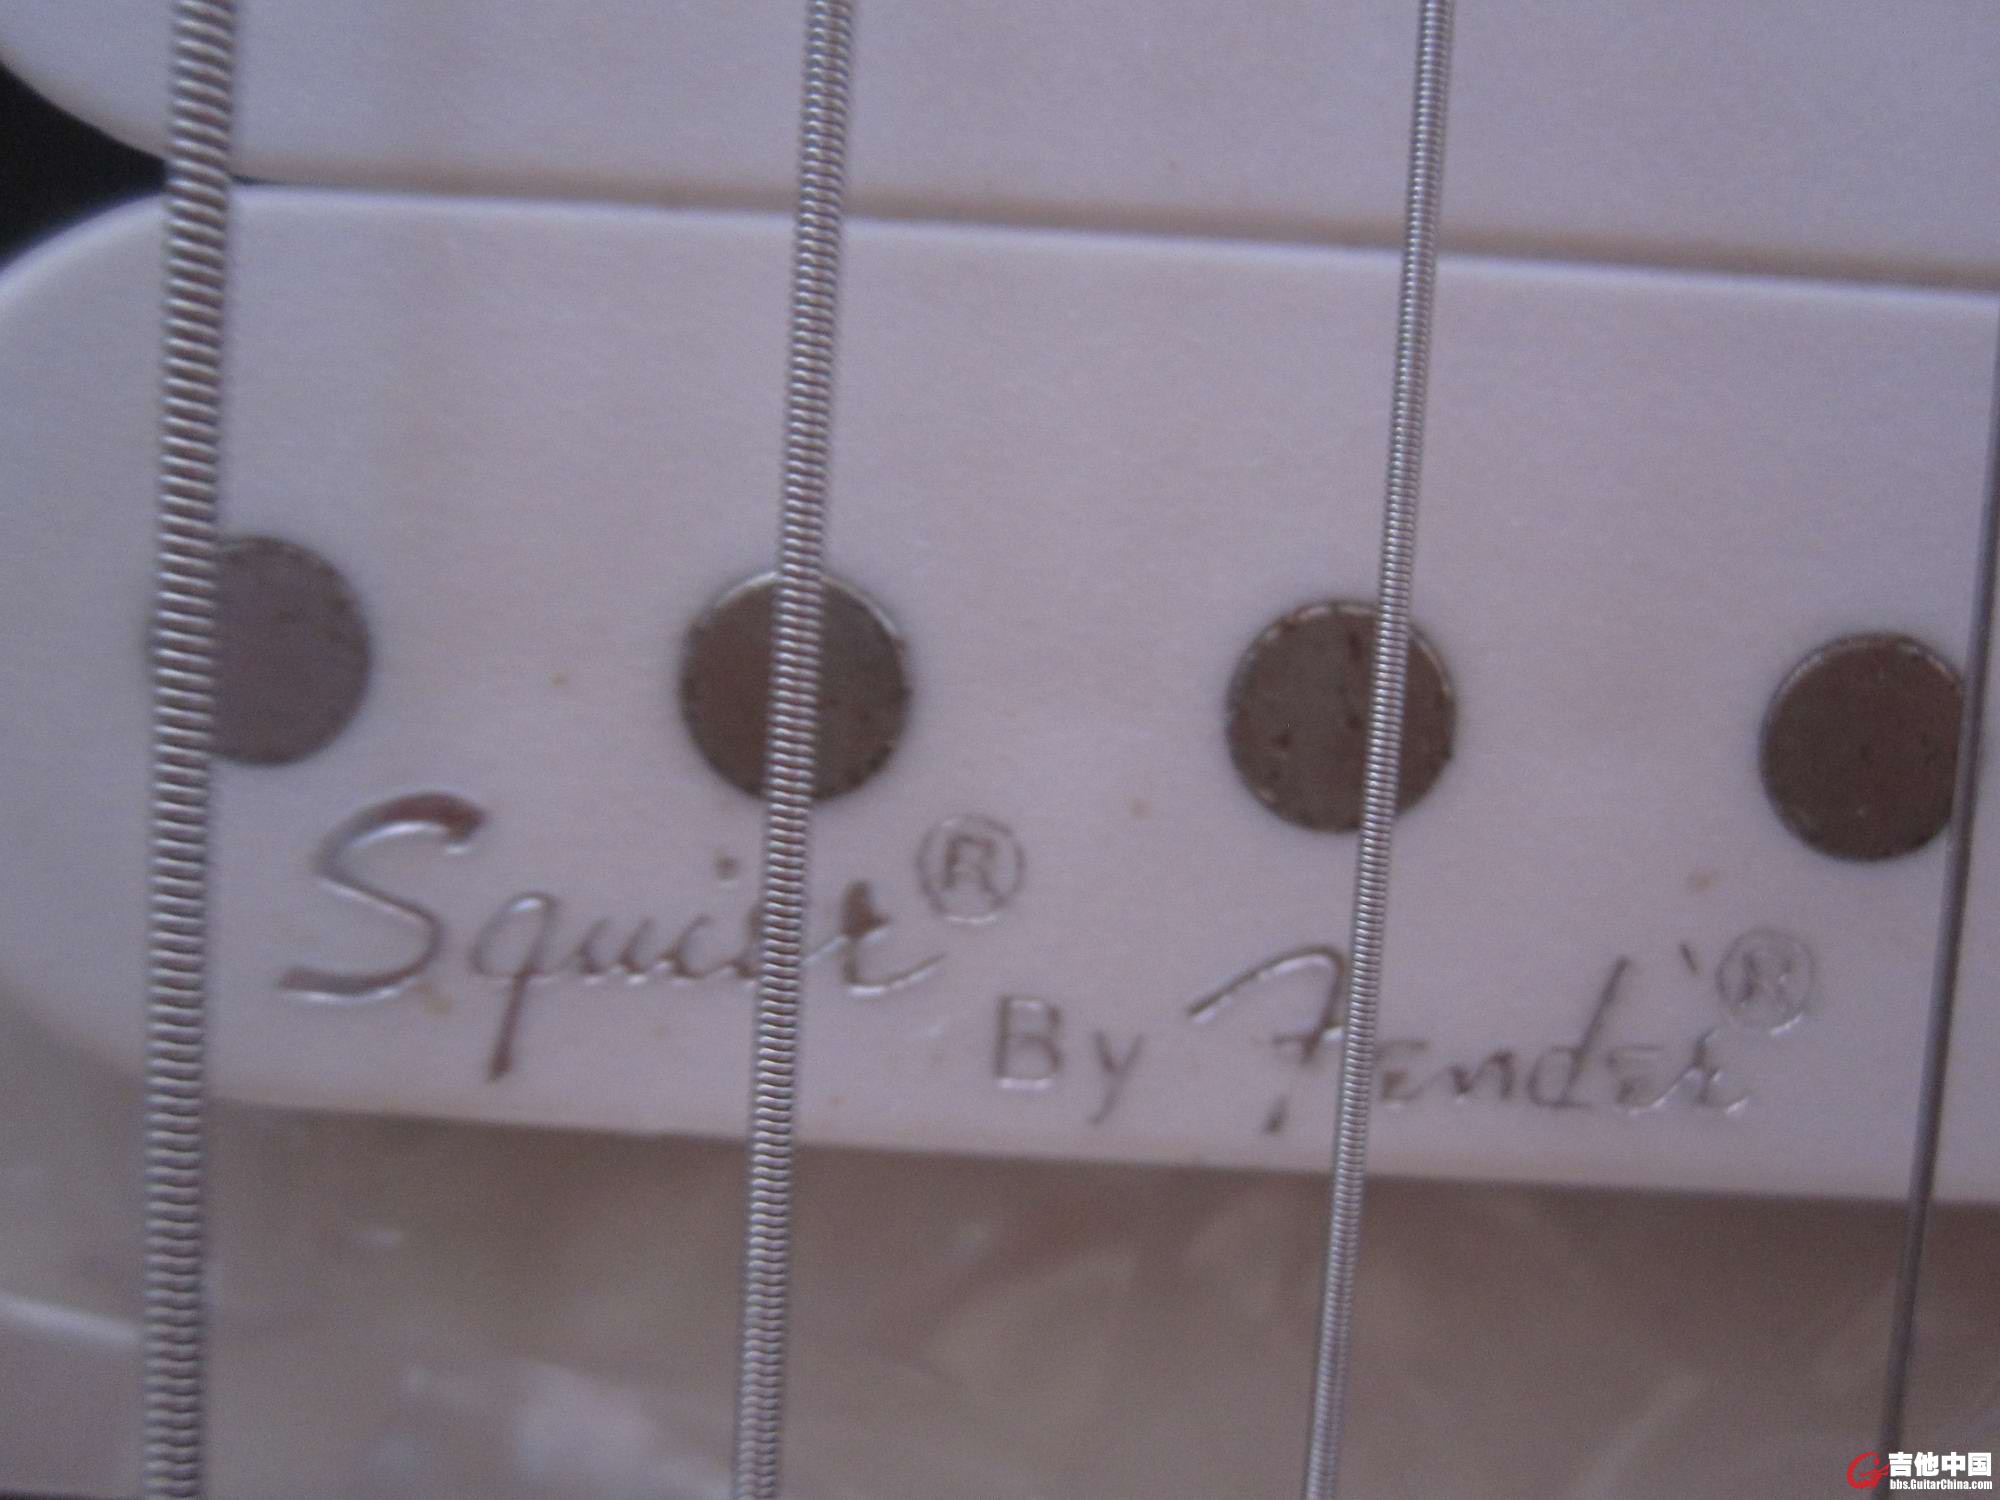 Squier®
By Fender®
吉他中国
bbs.GuitarChina.com